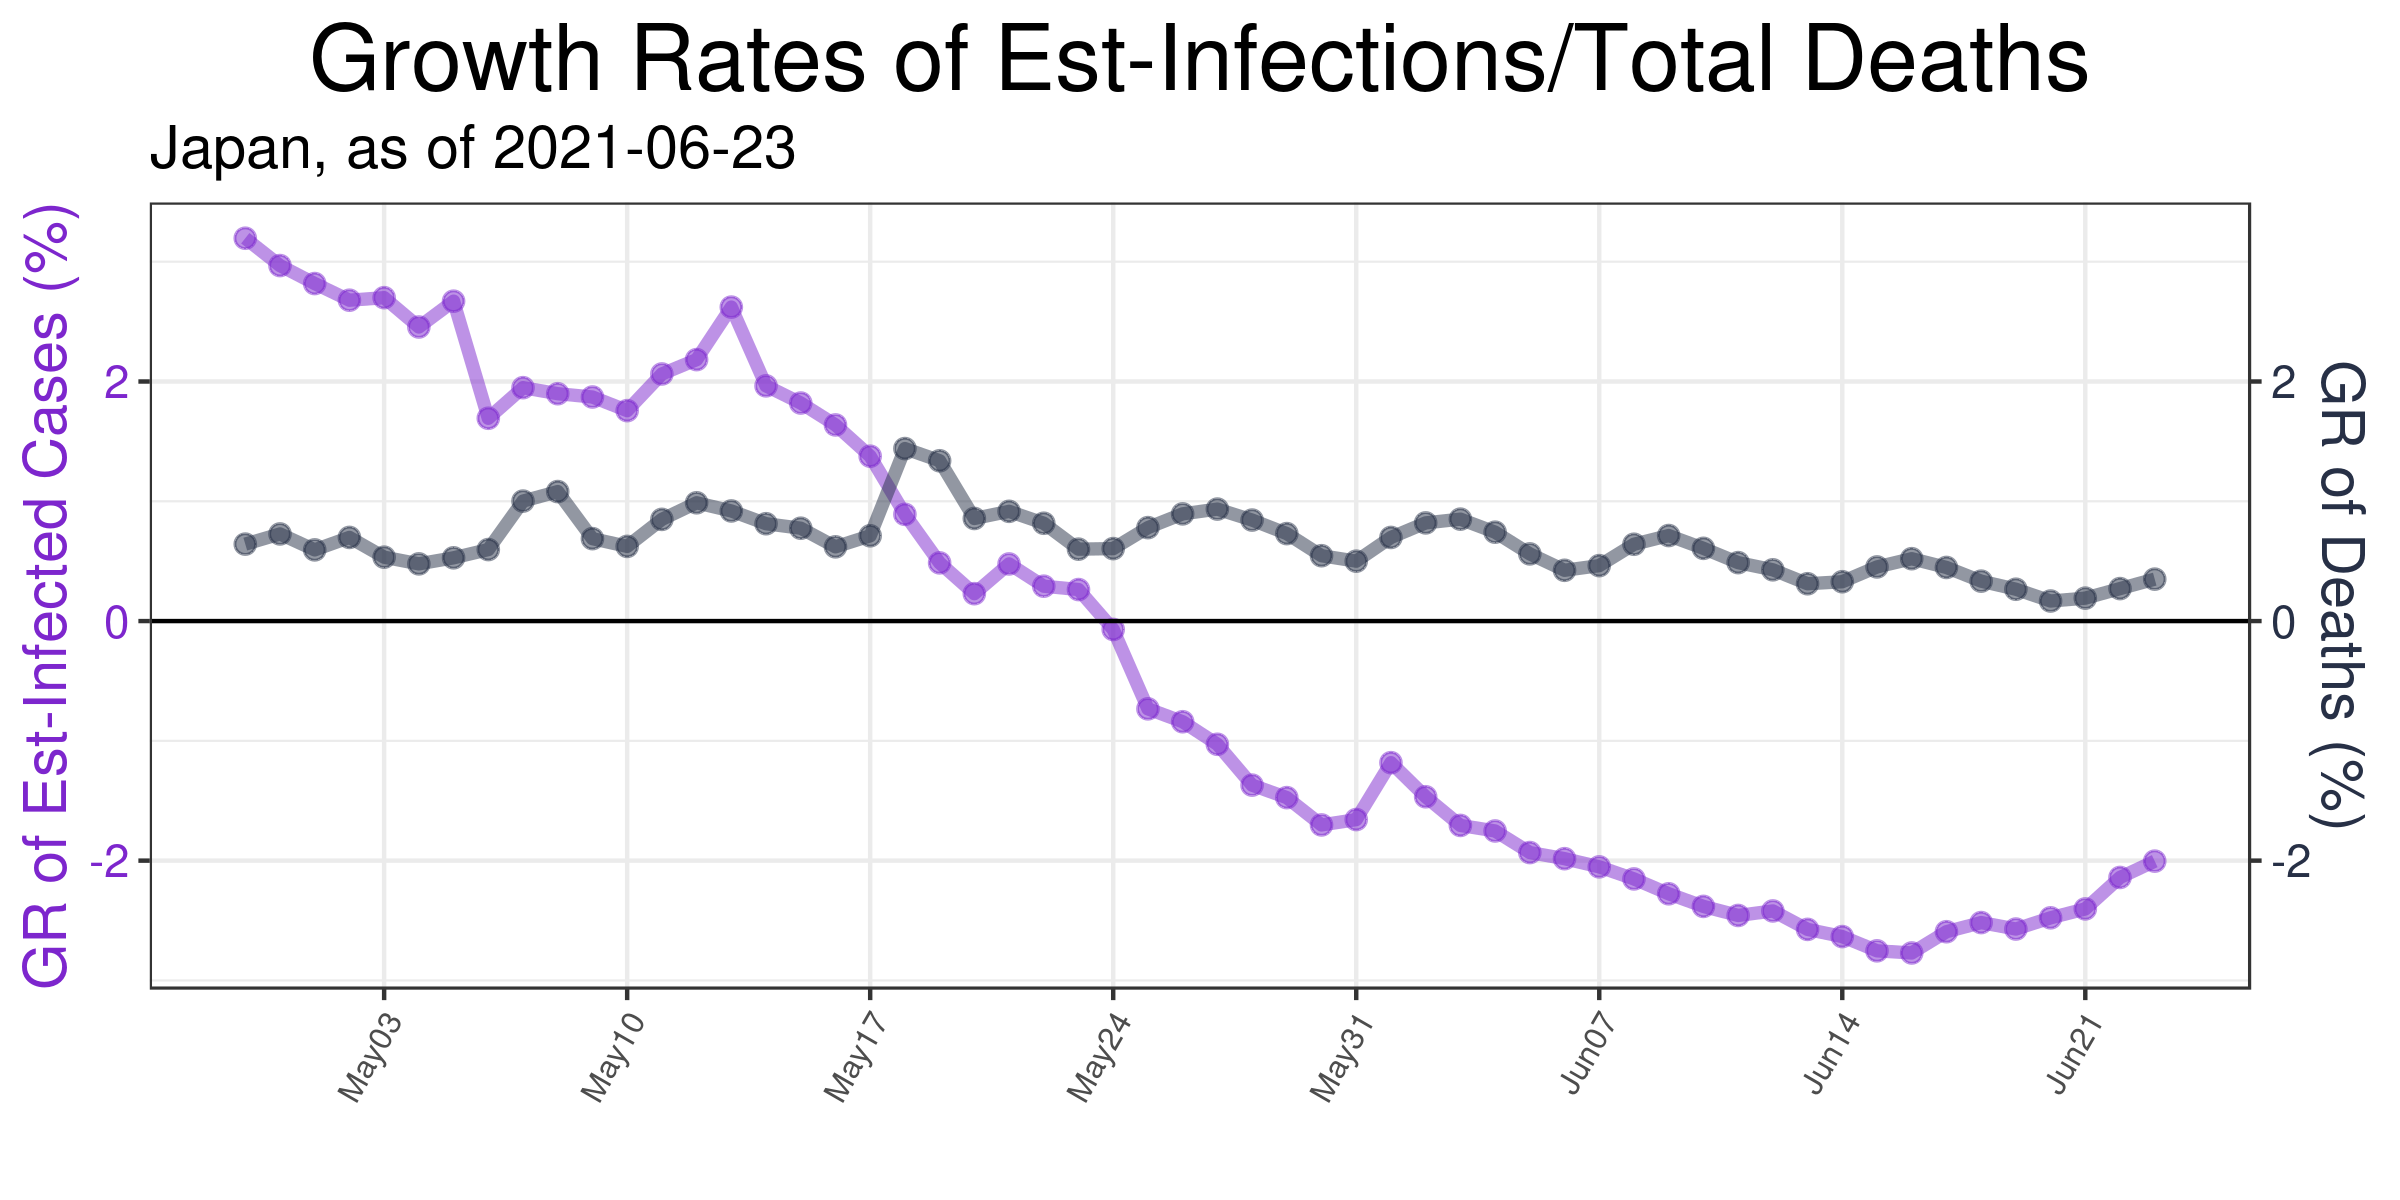 Growth Rates of Est-Infections/Total Deaths
Japan, as of 2021-06-23
GR of Est-Infected Cases (%)
2
0
-2
2
0
-2
GR of Deaths (%)
May03
May10
May17
May24
May31
Jun07
Jun14
Jun21